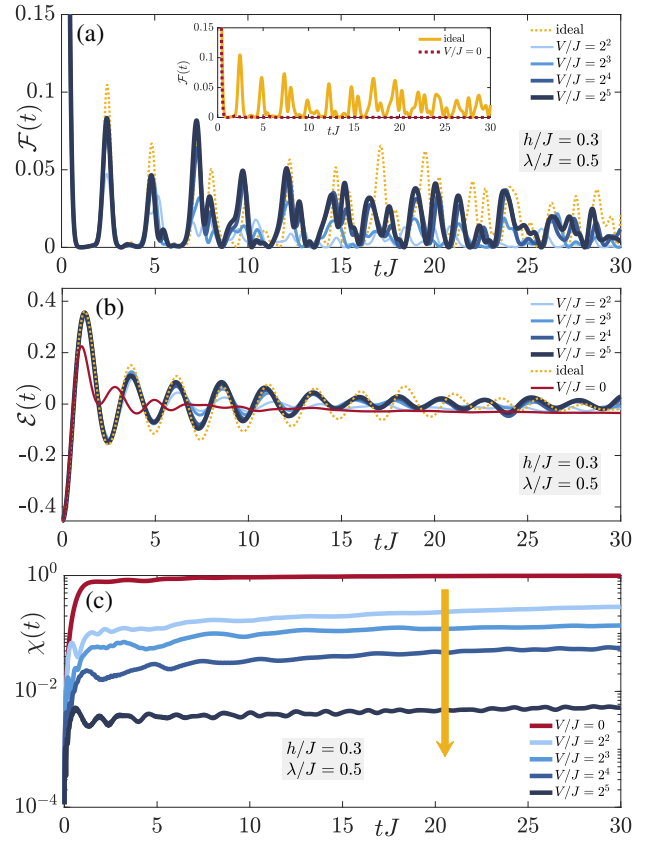 (a)
0.15
0.1
0.05
0
F(t)
0.15
0.1
0.05
0
F(t)
ideal
V/J = 0
0 5 10 15 20 25 30
tJ
ideal
V/J = 2²
V/J = 2³
V/J = 2⁴
V/J = 2⁵
h/J = 0.3
λ/J = 0.5
0 5 10 15 20 25 30
tJ
(b)
0.4
0.2
0
-0.2
-0.4
ℰ(t)
V/J = 2²
V/J = 2³
V/J = 2⁴
V/J = 2⁵
ideal
V/J = 0
h/J = 0.3
λ/J = 0.5
0 5 10 15 20 25 30
tJ
(c)
10⁰
10⁻²
10⁻⁴
χ(t)
h/J = 0.3
λ/J = 0.5
V/J = 0
V/J = 2²
V/J = 2³
V/J = 2⁴
V/J = 2⁵
0 5 10 15 20 25 30
tJ